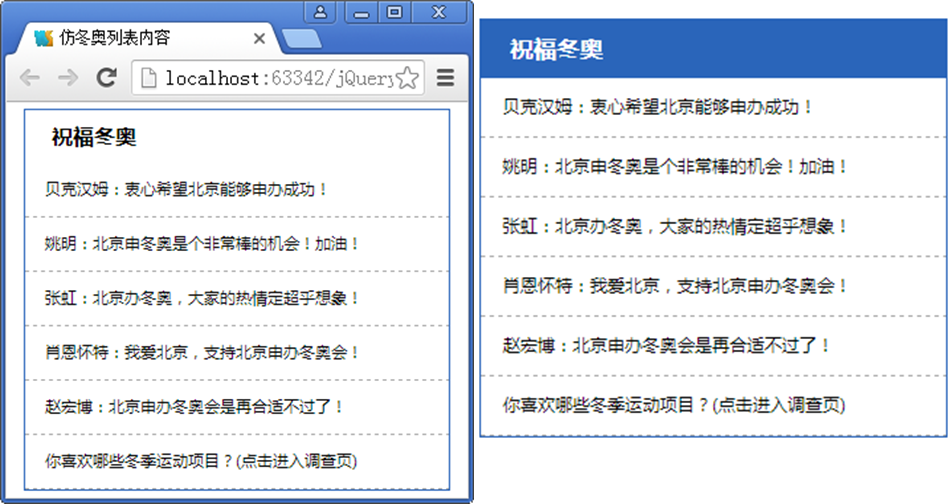 仿冬奥列表内容
localhost:63342/jQuery
祝福冬奥
贝克汉姆：衷心希望北京能够申办成功！
姚明：北京申冬奥是个非常棒的机会！加油！
张虹：北京办冬奥，大家的热情定超乎想象！
肖恩怀特：我爱北京，支持北京申办冬奥会！
赵宏博：北京申办冬奥会是再合适不过了！
你喜欢哪些冬季运动项目？(点击进入调查页)
祝福冬奥
贝克汉姆：衷心希望北京能够申办成功！
姚明：北京申冬奥是个非常棒的机会！加油！
张虹：北京办冬奥，大家的热情定超乎想象！
肖恩怀特：我爱北京，支持北京申办冬奥会！
赵宏博：北京申办冬奥会是再合适不过了！
你喜欢哪些冬季运动项目？(点击进入调查页)